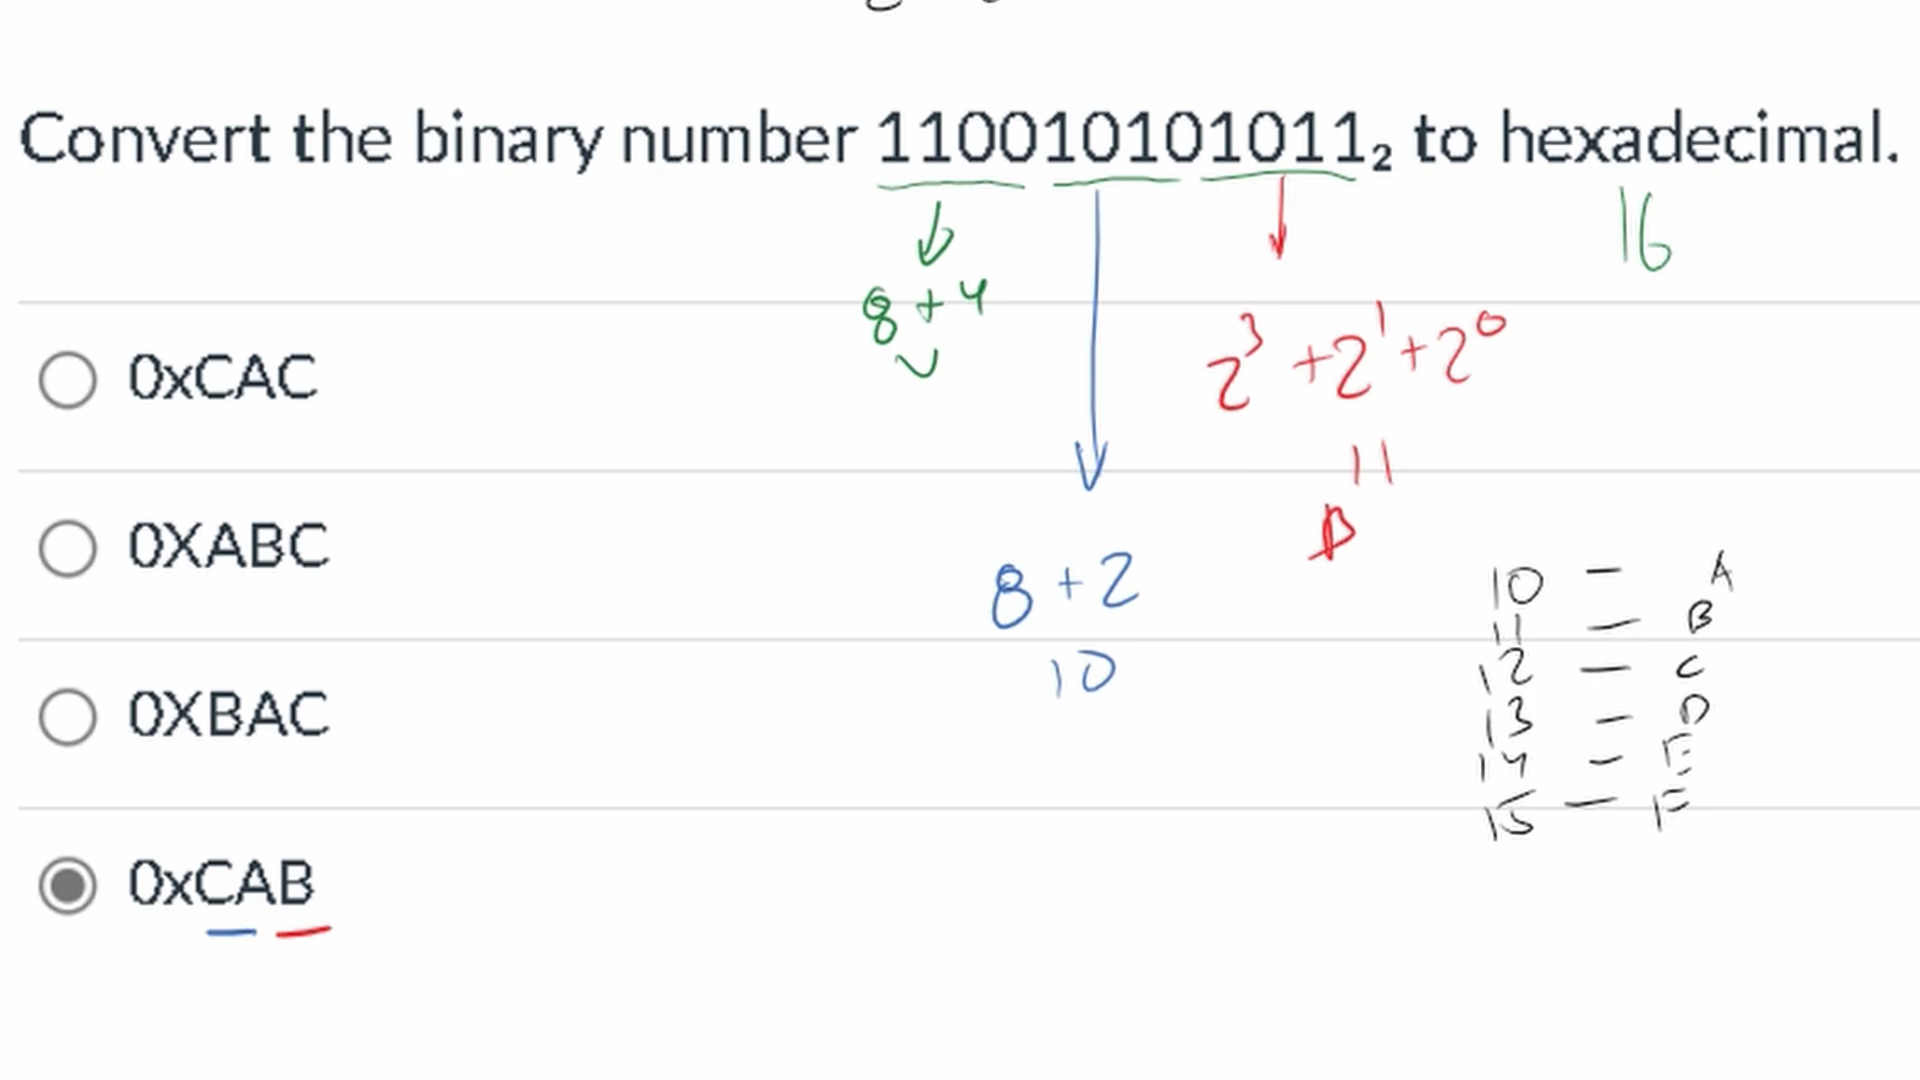 Convert the binary number 110010101011₂ to hexadecimal.
16
8 + 4
2³ + 2¹ + 2⁰
11
B
8 + 2
10
0xCAC
0XABC
0XBAC
0xCAB
10 – A
11 – B
12 – C
13 – D
14 – E
15 – F